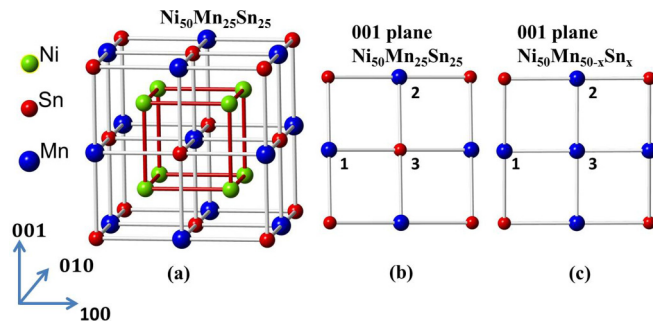 Ni₅₀Mn₂₅Sn₂₅
Ni
Sn
Mn
001
010
100
(a)
001 plane
Ni₅₀Mn₂₅Sn₂₅
2
1
3
(b)
001 plane
Ni₅₀Mn₅₀₋ₓSnₓ
2
1
3
(c)